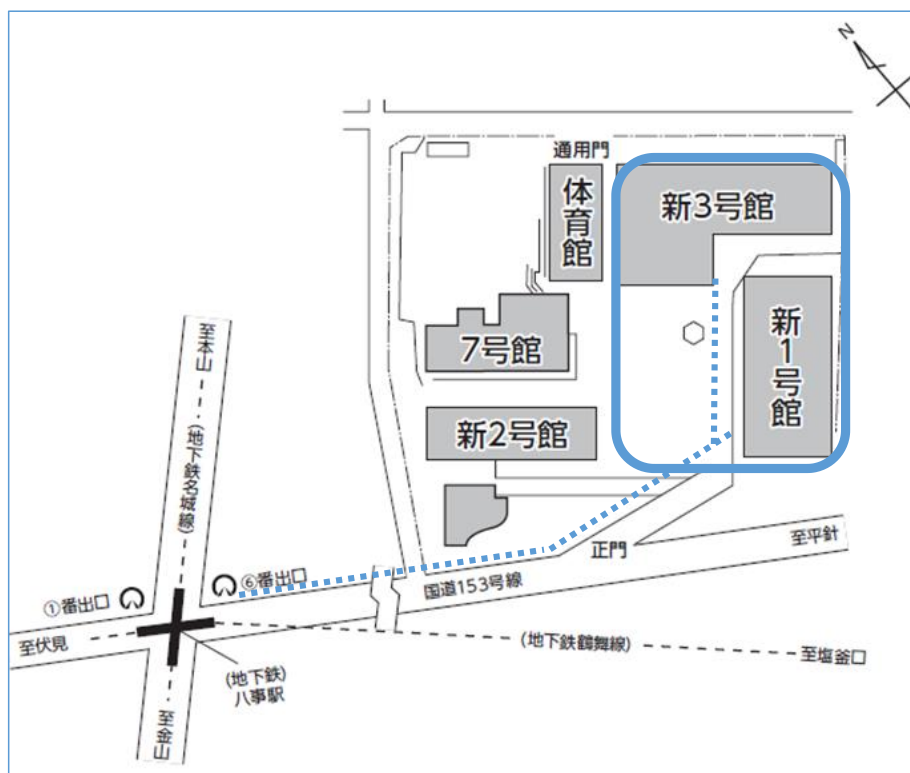 N
通用門
体育館
新3号館
7号館
新1号館
新2号館
至本山
(地下鉄名城線)
正門
至平針
①番出口
⑥番出口
国道153号線
至伏見
(地下鉄)
八事駅
(地下鉄鶴舞線)
至塩釜口
至金山